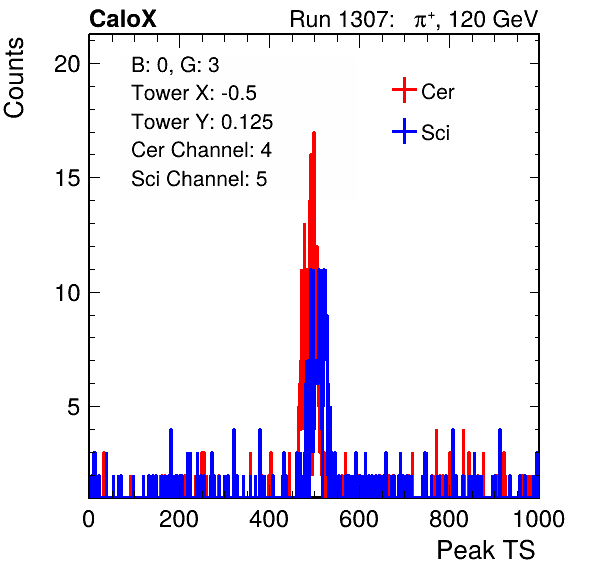 CaloX Run 1307: π⁺, 120 GeV
Counts
B: 0, G: 3
Tower X: -0.5
Tower Y: 0.125
Cer Channel: 4
Sci Channel: 5
Cer
Sci
20
15
10
5
0 200 400 600 800 1000
Peak TS